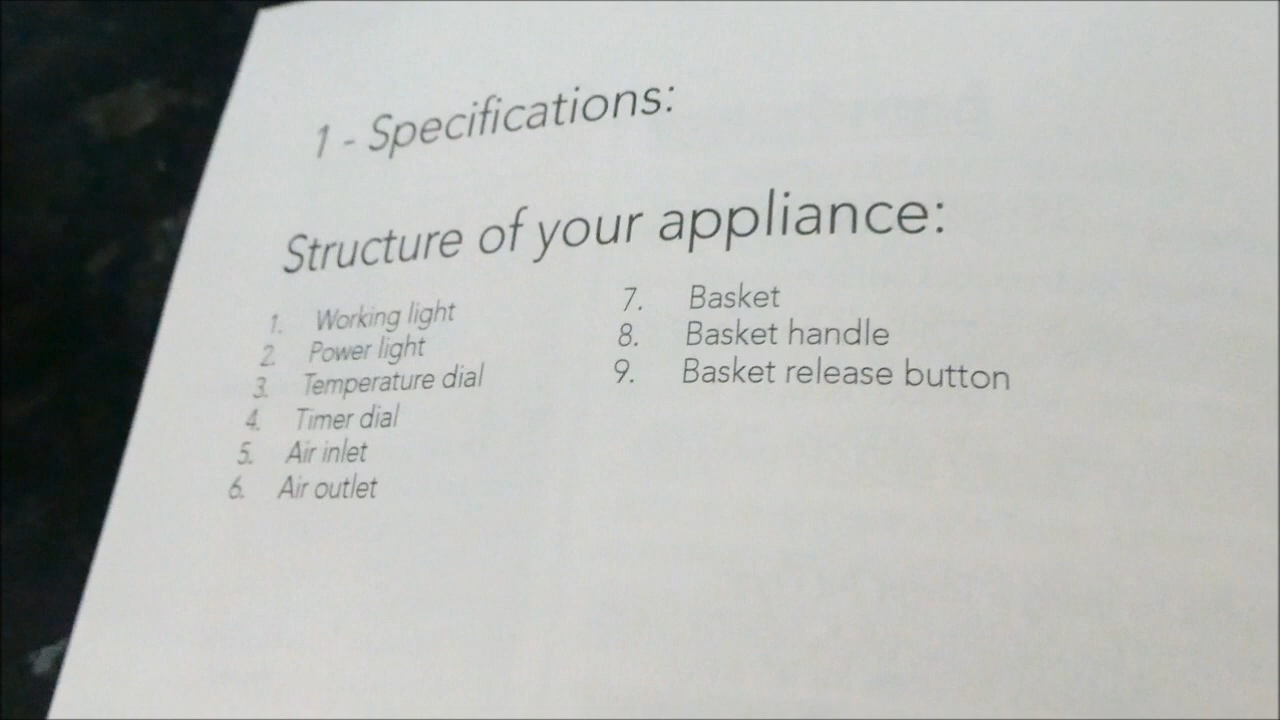 1 - Specifications:
Structure of your appliance:
1. Working light
2. Power light
3. Temperature dial
4. Timer dial
5. Air inlet
6. Air outlet
7. Basket
8. Basket handle
9. Basket release button